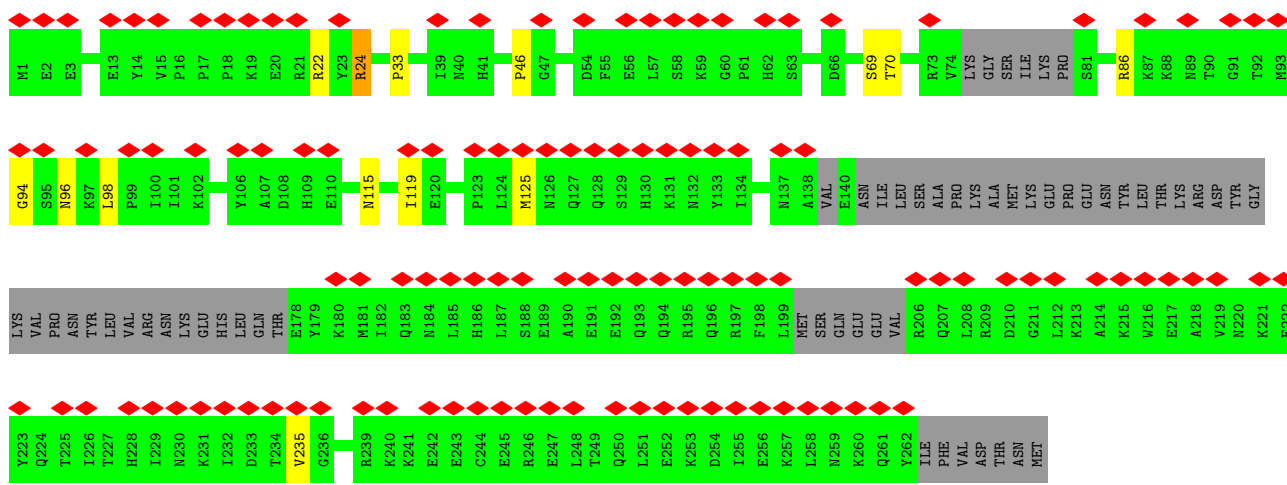 M1 E2 E3 E13 Y14 V15 P16 P17 P18 K19 E20 R21 R22 Y23 R24 P33 I39 N40 H41 P46 G47 D54 F55 E56 L57 S58 K59 G60 P61 H62 S63 D66 S69 T70 R73 V74 LYS GLY SER ILE LYS PRO S81 R86 K87 K88 N89 T90 G91 T92 M93
G94 S95 N96 K97 L98 P99 I100 I101 K102 Y106 A107 D108 H109 E110 N115 I119 E120 P123 L124 M125 N126 Q127 Q128 S129 H130 K131 N132 Y133 I134 N137 A138 VAL E140 ASN ILE LEU SER ALA PRO LYS ALA MET LYS GLU PRO GLU ASN TYR LEU THR LYS ARG ASP TYR GLY
LYS VAL PRO ASN TYR LEU VAL ARG ASN LYS GLU HIS LEU GLN THR E178 Y179 K180 M181 I182 Q183 N184 L185 H186 L187 S188 E189 A190 E191 E192 Q193 Q194 R195 Q196 R197 F198 L199 MET SER GLN GLU GLU VAL R206 Q207 L208 R209 D210 G211 L212 K213 A214 K215 W216 E217 A218 V219 N220 K221
Y223 Q224 T225 I226 T227 H228 I229 N230 K231 I232 D233 T234 V235 G236 R239 K240 K241 E242 E243 C244 E245 R246 E247 L248 T249 Q250 L251 E252 K253 D254 I255 E256 K257 L258 N259 K260 Q261 Y262 ILE PHE VAL ASP THR ASN MET